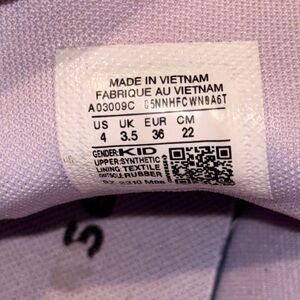 MADE IN VIETNAM
FABRIQUE AU VIETNAM
A03009C 05NNHFCWN8A6T
US UK EUR CM
4 3.5 36 22
GENDER: KID
UPPER: SYNTHETIC
LINING: TEXTILE
OUTSOLE: RUBBER